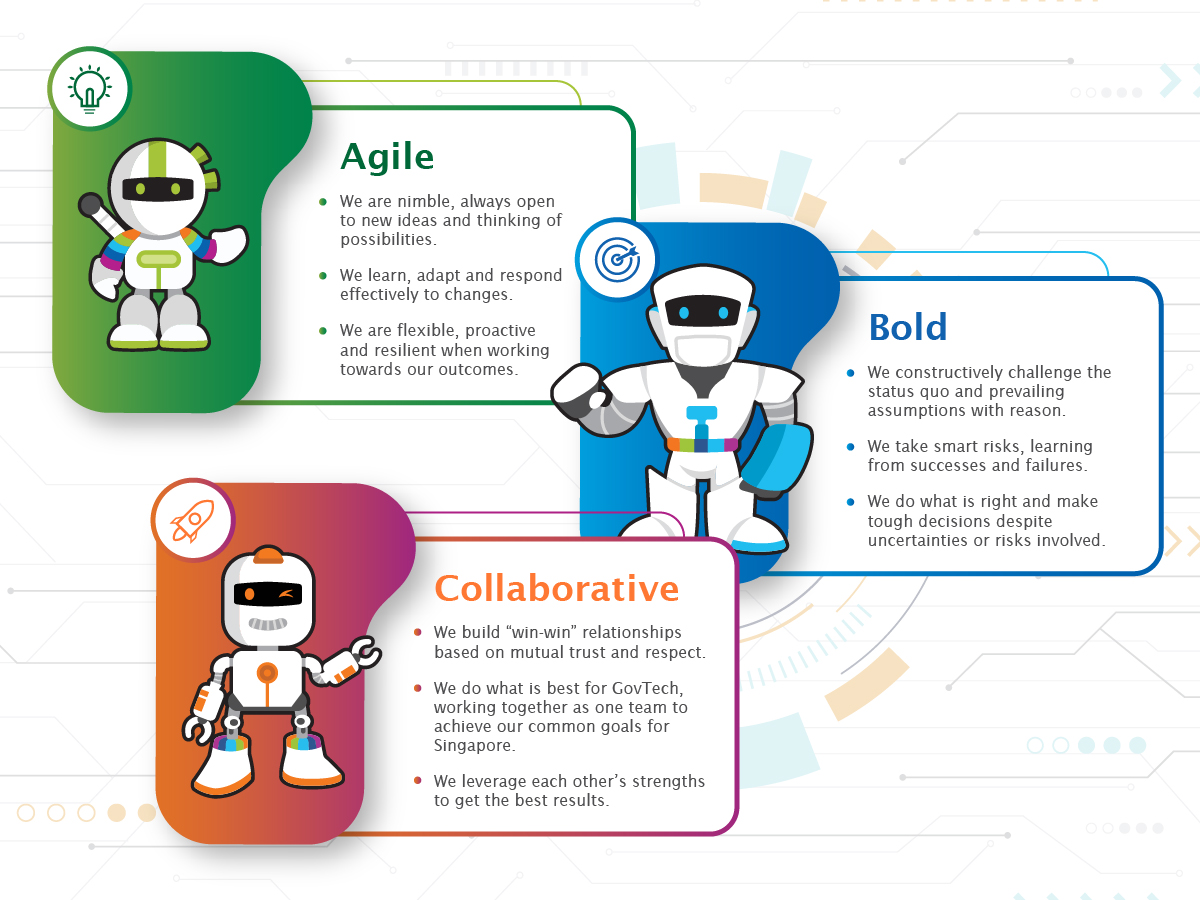 Agile
We are nimble, always open
to new ideas and thinking of
possibilities.
We learn, adapt and respond
effectively to changes.
We are flexible, proactive
and resilient when working
towards our outcomes.
Bold
We constructively challenge the
status quo and prevailing
assumptions with reason.
We take smart risks, learning
from successes and failures.
We do what is right and make
tough decisions despite
uncertainties or risks involved.
Collaborative
We build “win-win” relationships
based on mutual trust and respect.
We do what is best for GovTech,
working together as one team to
achieve our common goals for
Singapore.
We leverage each other’s strengths
to get the best results.